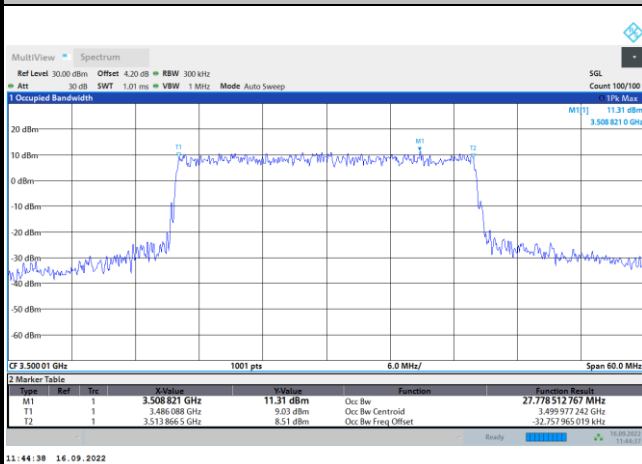 MultiView Spectrum
Ref Level 30.00 dBm Offset 4.20 dB RBW 300 kHz SGL
Att 30 dB SWT 1.01 ms VBW 1 MHz Mode Auto Sweep Count 100/100
1 Occupied Bandwidth 1Pk Max
M1[1] 11.31 dBm
3.508 821 0 GHz
20 dBm
T1 M1 T2
10 dBm
0 dBm
-10 dBm
-20 dBm
-30 dBm
-40 dBm
-50 dBm
-60 dBm
CF 3.500 01 GHz 1001 pts 6.0 MHz/ Span 60.0 MHz
2 Marker Table
Type Ref Trc X-Value Y-Value Function Function Result
M1 1 3.508 821 GHz 11.31 dBm Occ Bw 27.778 512 767 MHz
T1 1 3.486 088 GHz 9.03 dBm Occ Bw Centroid 3.499 977 242 GHz
T2 1 3.513 866 5 GHz 8.51 dBm Occ Bw Freq Offset -32.757 965 019 kHz
Ready 16.09.2022
11:44:37
11:44:38 16.09.2022